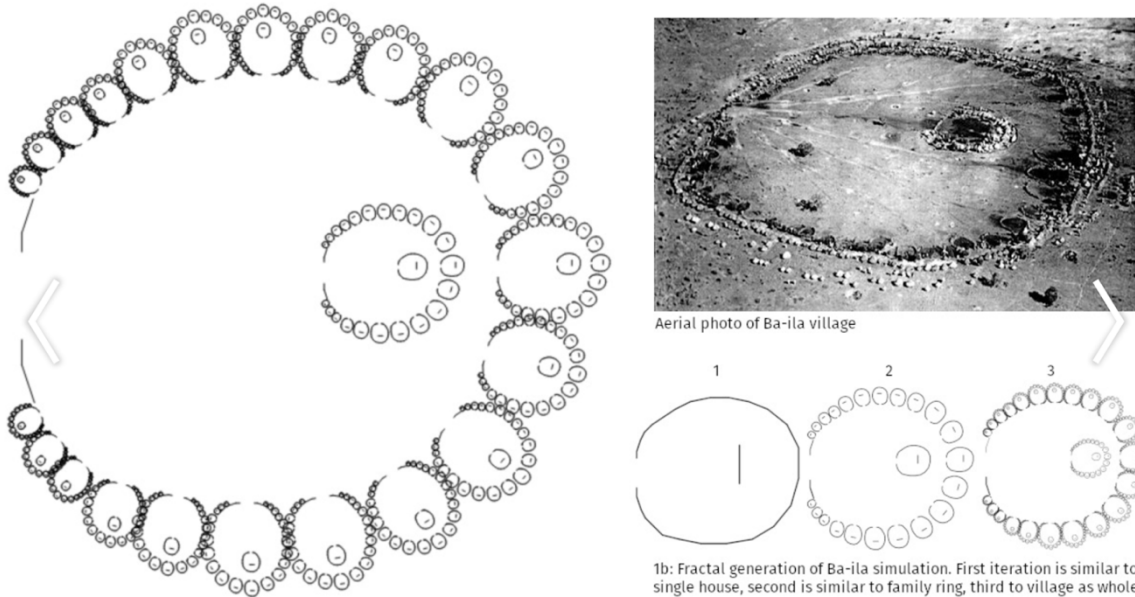 Aerial photo of Ba-ila village
1
2
3
1b: Fractal generation of Ba-ila simulation. First iteration is similar to
single house, second is similar to family ring, third to village as whole